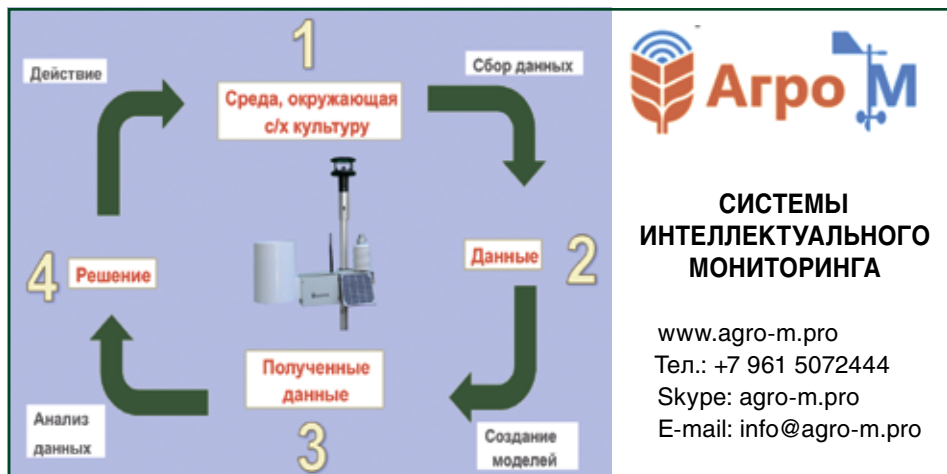 1
Действие
Сбор данных
Среда, окружающая
с/х культуру
4
Решение
Данные
2
Полученные
данные
3
Анализ
данных
Создание
моделей
Агро М
СИСТЕМЫ
ИНТЕЛЛЕКТУАЛЬНОГО
МОНИТОРИНГА
www.agro-m.pro
Тел.: +7 961 5072444
Skype: agro-m.pro
E-mail: info@agro-m.pro